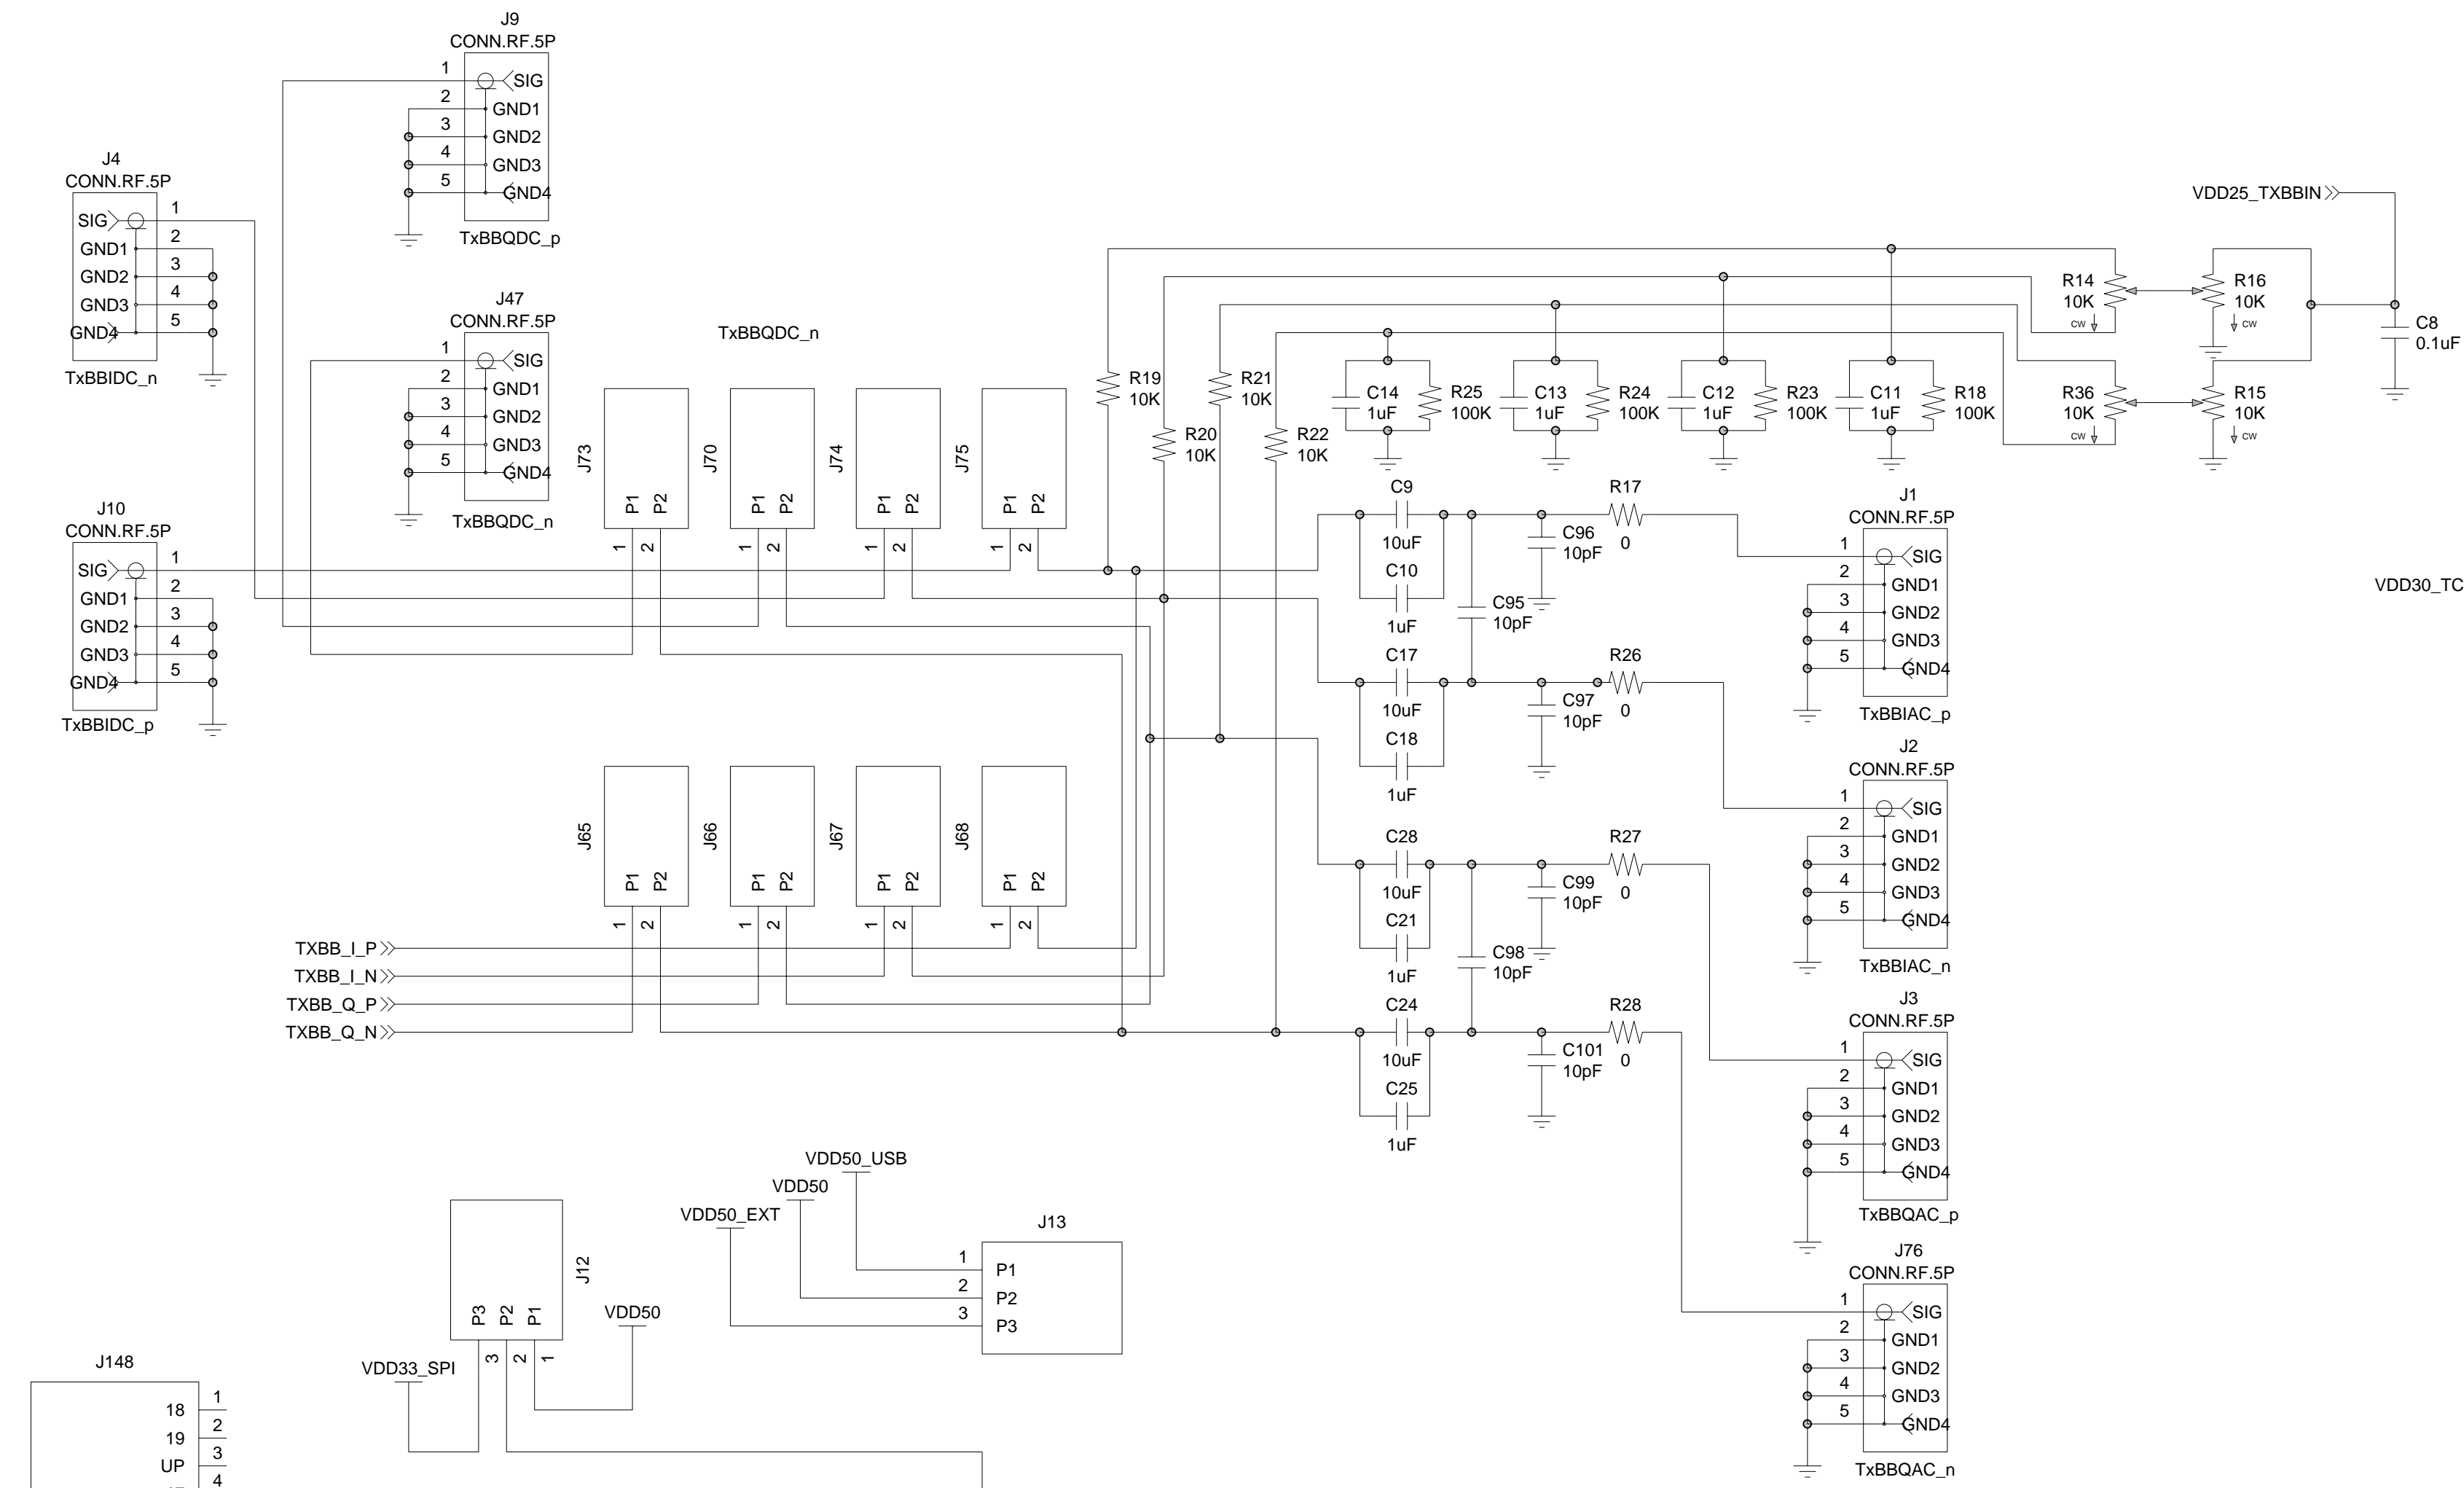 J9
CONN.RF.5P
1
SIG
2
GND1
3
GND2
4
GND3
5
GND4
TxBBQDC_p
J4
CONN.RF.5P
SIG
1
GND1
2
GND2
3
GND3
4
GND4
5
TxBBIDC_n
J47
CONN.RF.5P
1
SIG
2
GND1
3
GND2
4
GND3
5
GND4
TxBBQDC_n
TxBBQDC_n
J10
CONN.RF.5P
SIG
1
GND1
2
GND2
3
GND3
4
GND4
5
TxBBIDC_p
J73
P1
P2
1
2
J70
P1
P2
1
2
J74
P1
P2
1
2
J75
P1
P2
1
2
R19
10K
R20
10K
R21
10K
R22
10K
C14
1uF
R25
100K
C13
1uF
R24
100K
C12
1uF
R23
100K
C11
1uF
R18
100K
VDD25_TXBBIN
R14
10K
CW
R16
10K
CW
R36
10K
CW
R15
10K
CW
C8
0.1uF
VDD30_TC
C9
10uF
C10
1uF
C96
10pF
R17
0
C95
10pF
C17
10uF
C18
1uF
C97
10pF
R26
0
C28
10uF
C21
1uF
C99
10pF
R27
0
C98
10pF
C24
10uF
C25
1uF
C101
10pF
R28
0
J1
CONN.RF.5P
1
SIG
2
GND1
3
GND2
4
GND3
5
GND4
TxBBIAC_p
J2
CONN.RF.5P
1
SIG
2
GND1
3
GND2
4
GND3
5
GND4
TxBBIAC_n
J3
CONN.RF.5P
1
SIG
2
GND1
3
GND2
4
GND3
5
GND4
TxBBQAC_p
J76
CONN.RF.5P
1
SIG
2
GND1
3
GND2
4
GND3
5
GND4
TxBBQAC_n
J65
P1
P2
1
2
J66
P1
P2
1
2
J67
P1
P2
1
2
J68
P1
P2
1
2
TXBB_I_P
TXBB_I_N
TXBB_Q_P
TXBB_Q_N
VDD50_USB
VDD50
VDD50_EXT
J13
1
P1
2
P2
3
P3
J12
P3
P2
P1
3
2
1
VDD50
VDD33_SPI
J148
18
1
19
2
UP
3
4